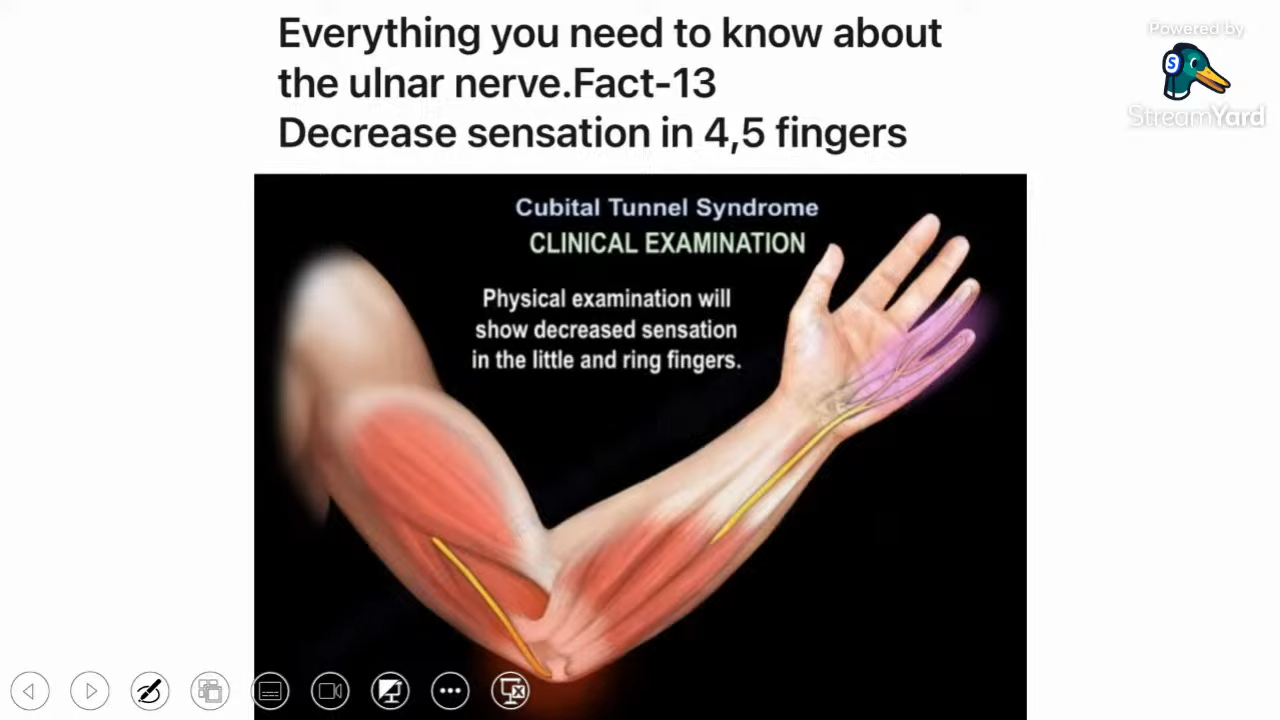 Everything you need to know about
the ulnar nerve.Fact-13
Decrease sensation in 4,5 fingers
Powered by
S
StreamYard
Cubital Tunnel Syndrome
CLINICAL EXAMINATION
Physical examination will
show decreased sensation
in the little and ring fingers.